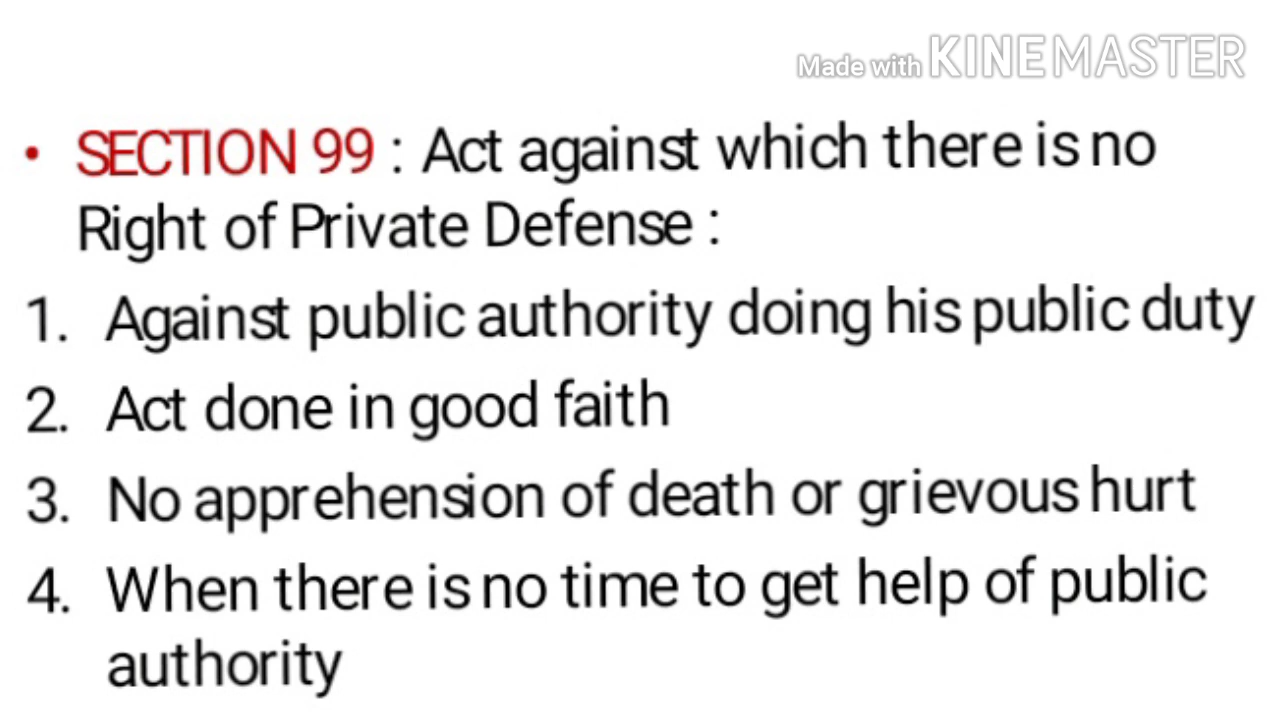 Made with KINEMASTER
• SECTION 99 : Act against which there is no
Right of Private Defense :
1. Against public authority doing his public duty
2. Act done in good faith
3. No apprehension of death or grievous hurt
4. When there is no time to get help of public
authority